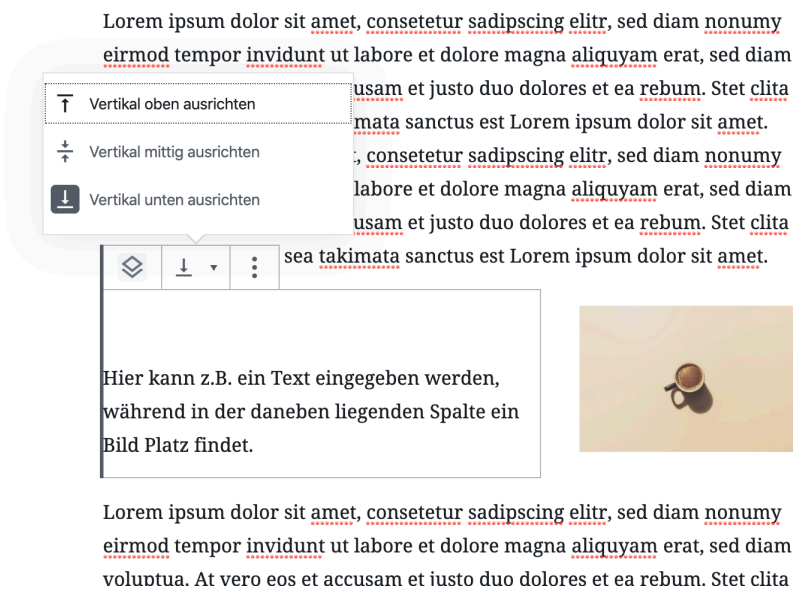 Lorem ipsum dolor sit amet, consetetur sadipscing elitr, sed diam nonumy
eirmod tempor invidunt ut labore et dolore magna aliquyam erat, sed diam
usam et justo duo dolores et ea rebum. Stet clita
mata sanctus est Lorem ipsum dolor sit amet.
, consetetur sadipscing elitr, sed diam nonumy
labore et dolore magna aliquyam erat, sed diam
usam et justo duo dolores et ea rebum. Stet clita
sea takimata sanctus est Lorem ipsum dolor sit amet.
Vertikal oben ausrichten
Vertikal mittig ausrichten
Vertikal unten ausrichten
Hier kann z.B. ein Text eingegeben werden,
während in der daneben liegenden Spalte ein
Bild Platz findet.
Lorem ipsum dolor sit amet, consetetur sadipscing elitr, sed diam nonumy
eirmod tempor invidunt ut labore et dolore magna aliquyam erat, sed diam
voluptua. At vero eos et accusam et justo duo dolores et ea rebum. Stet clita